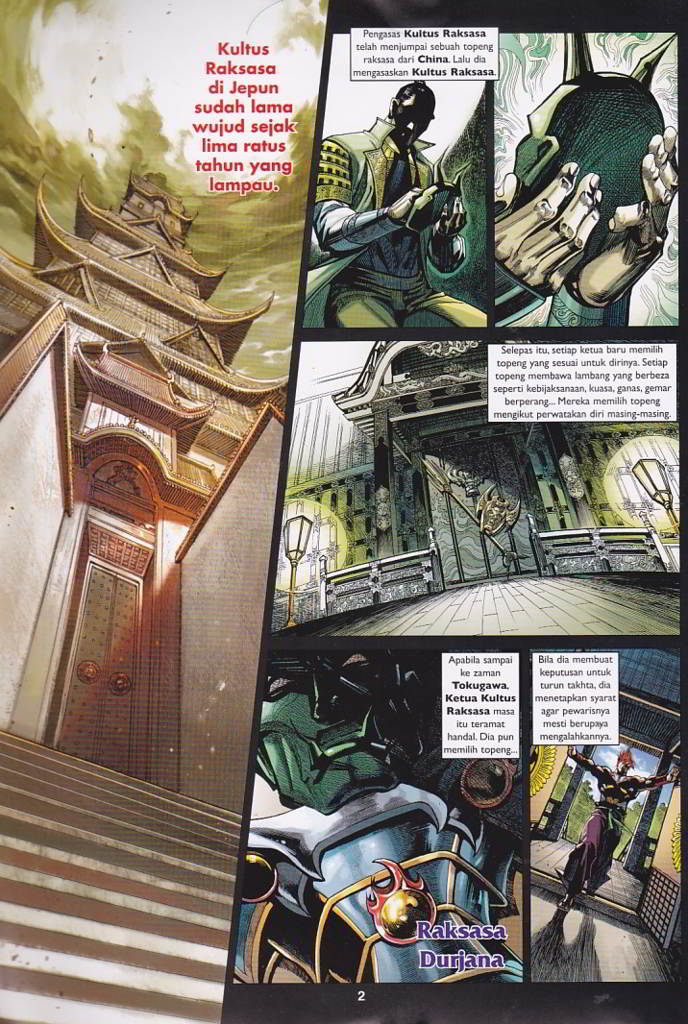 Kultus
Raksasa
di Jepun
sudah lama
wujud sejak
lima ratus
tahun yang
lampau.
Pengasas Kultus Raksasa
telah menjumpai sebuah topeng
raksasa dari China. Lalu dia
mengasaskan Kultus Raksasa.
Selepas itu, setiap ketua baru memilih
topeng yang sesuai untuk dirinya. Setiap
topeng membawa lambang yang berbeza
seperti kebijaksanaan, kuasa, ganas, gemar
berperang... Mereka memilih topeng
mengikut perwatakan diri masing-masing.
Apabila sampai
ke zaman
Tokugawa,
Ketua Kultus
Raksasa masa
itu teramat
handal. Dia pun
memilih topeng...
Raksasa
Durjana
Bila dia membuat
keputusan untuk
turun takhta, dia
menetapkan syarat
agar pewarisnya
mesti berupaya
mengalahkannya.
2